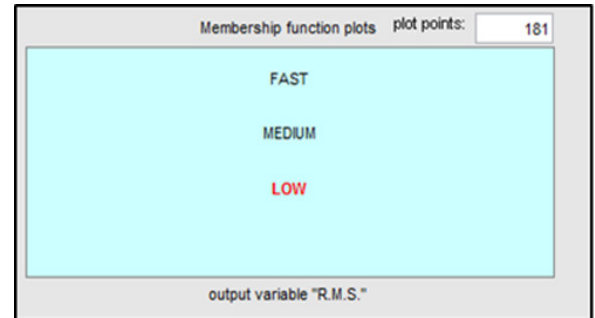 Membership function plots plot points: 181
FAST
MEDIUM
LOW
output variable "R.M.S."